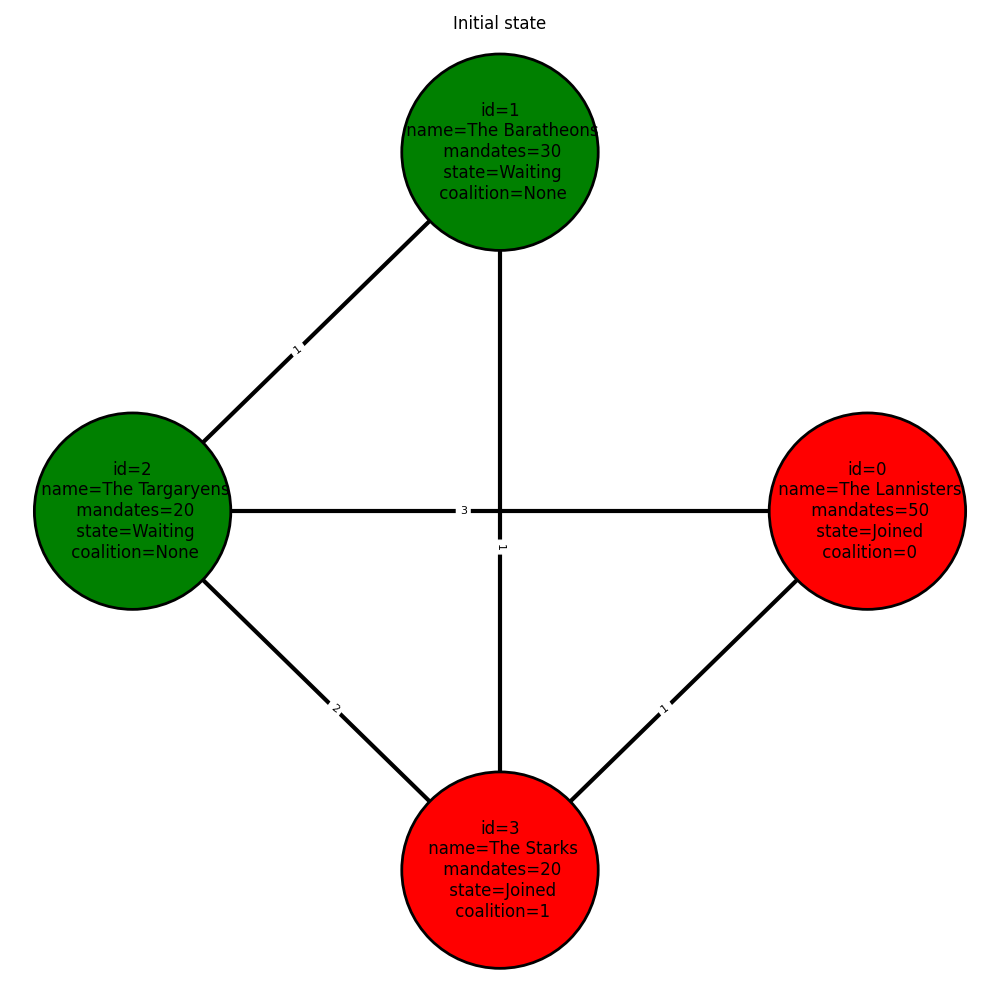 Initial state
id=1
name=The Baratheons
mandates=30
state=Waiting
coalition=None
1
id=2
name=The Targaryens
mandates=20
state=Waiting
coalition=None
3
id=0
name=The Lannisters
mandates=50
state=Joined
coalition=0
1
2
1
id=3
name=The Starks
mandates=20
state=Joined
coalition=1